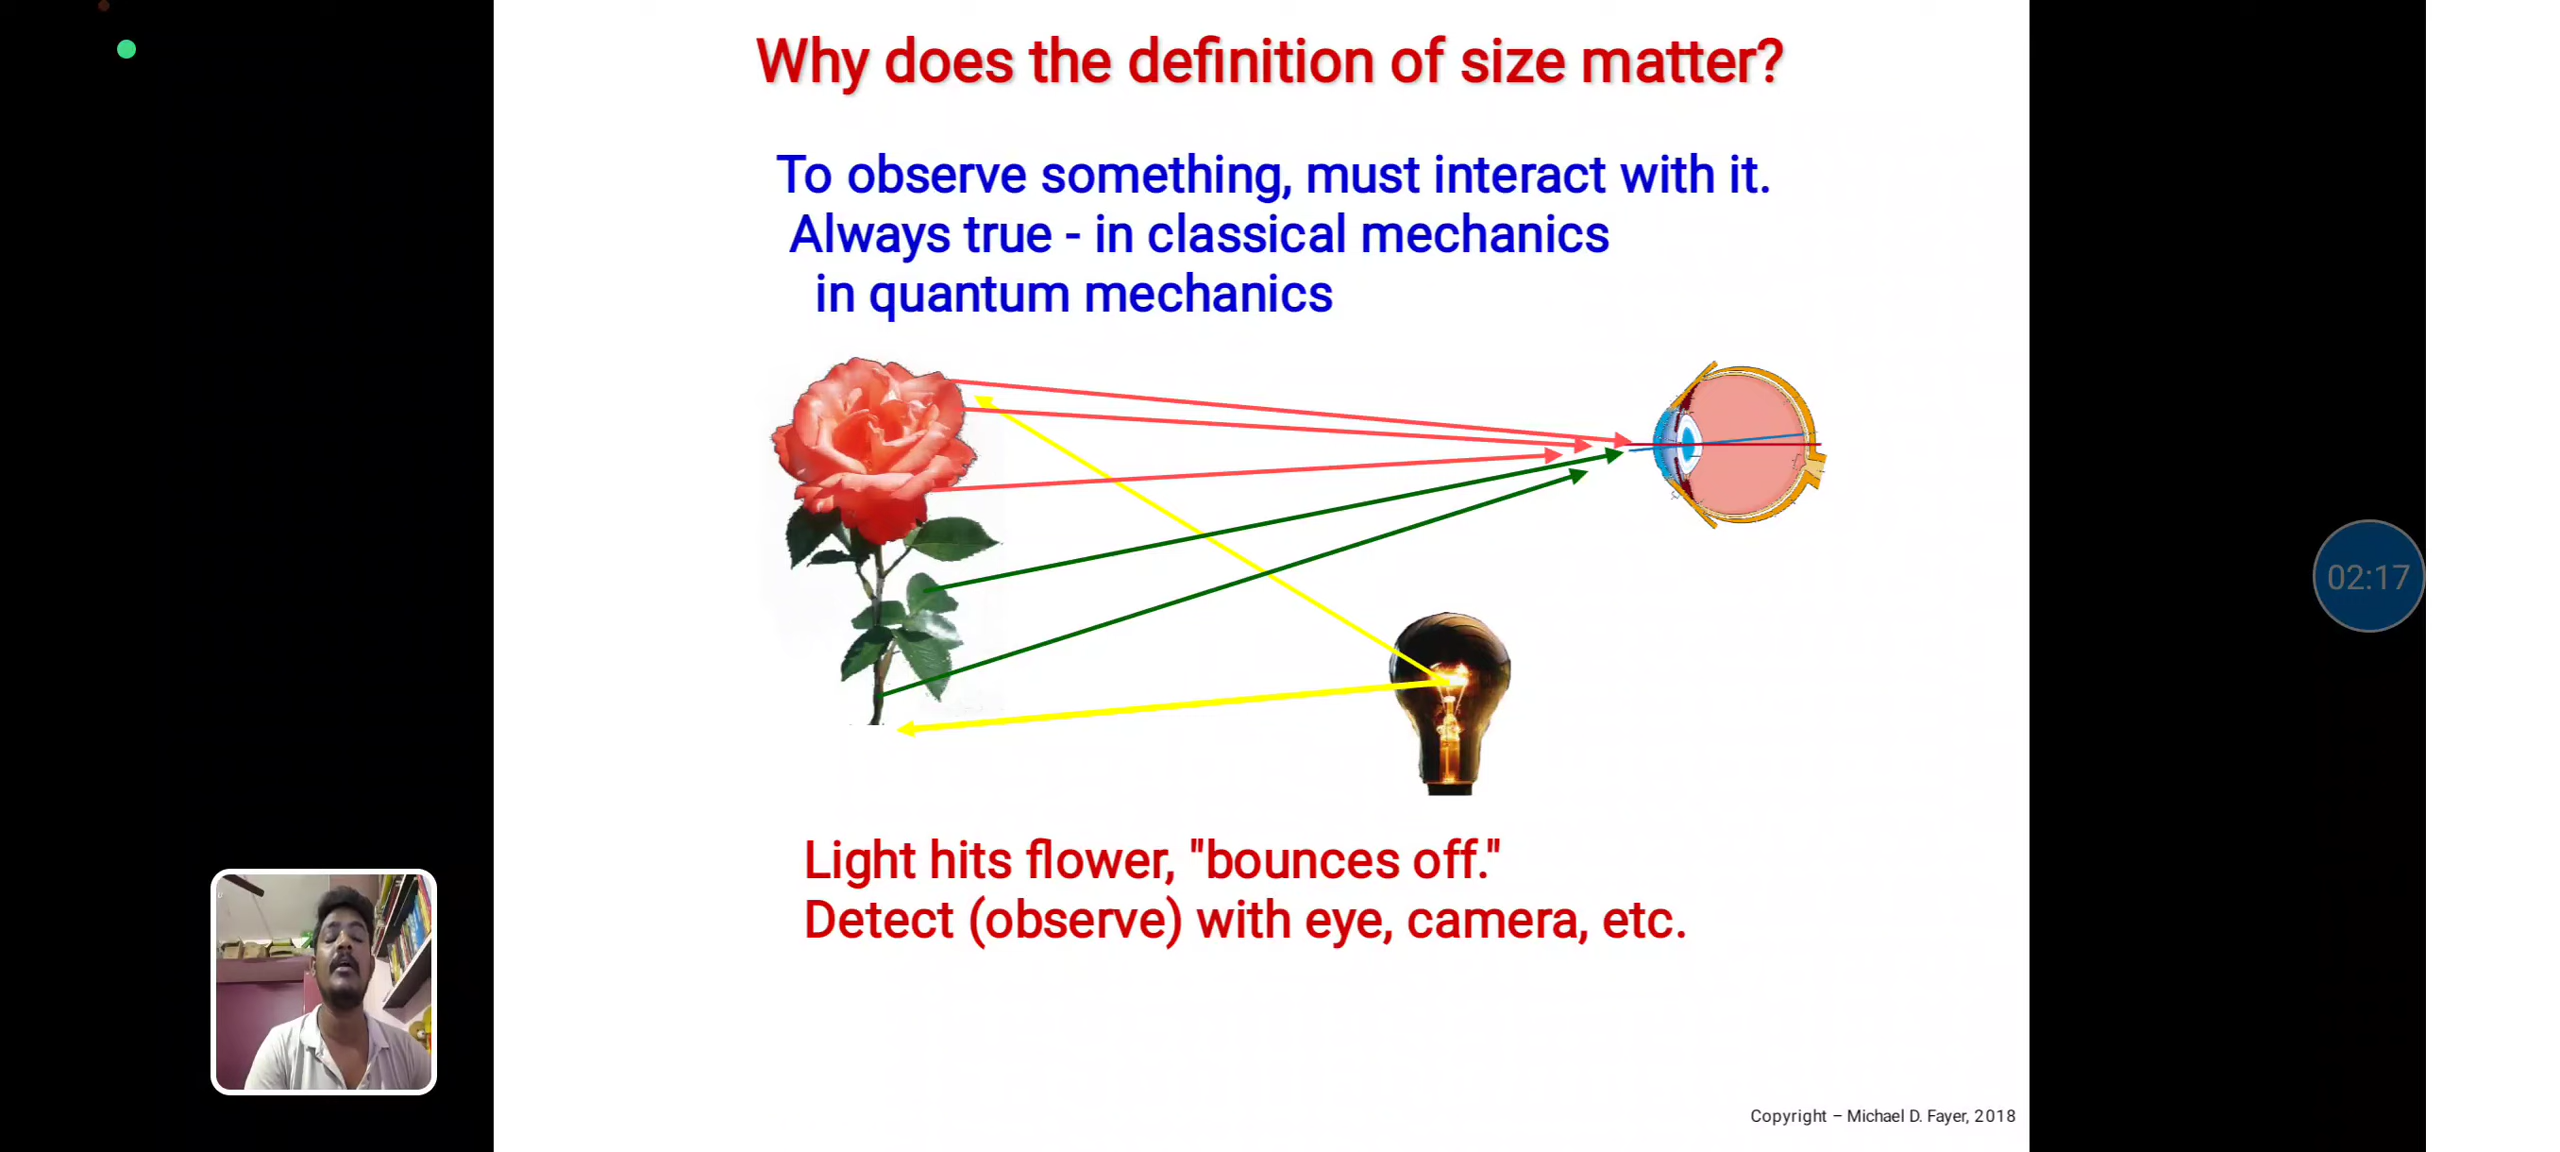 Why does the definition of size matter?
To observe something, must interact with it.
Always true - in classical mechanics
in quantum mechanics
02:17
Light hits flower, "bounces off."
Detect (observe) with eye, camera, etc.
Copyright – Michael D. Fayer, 2018